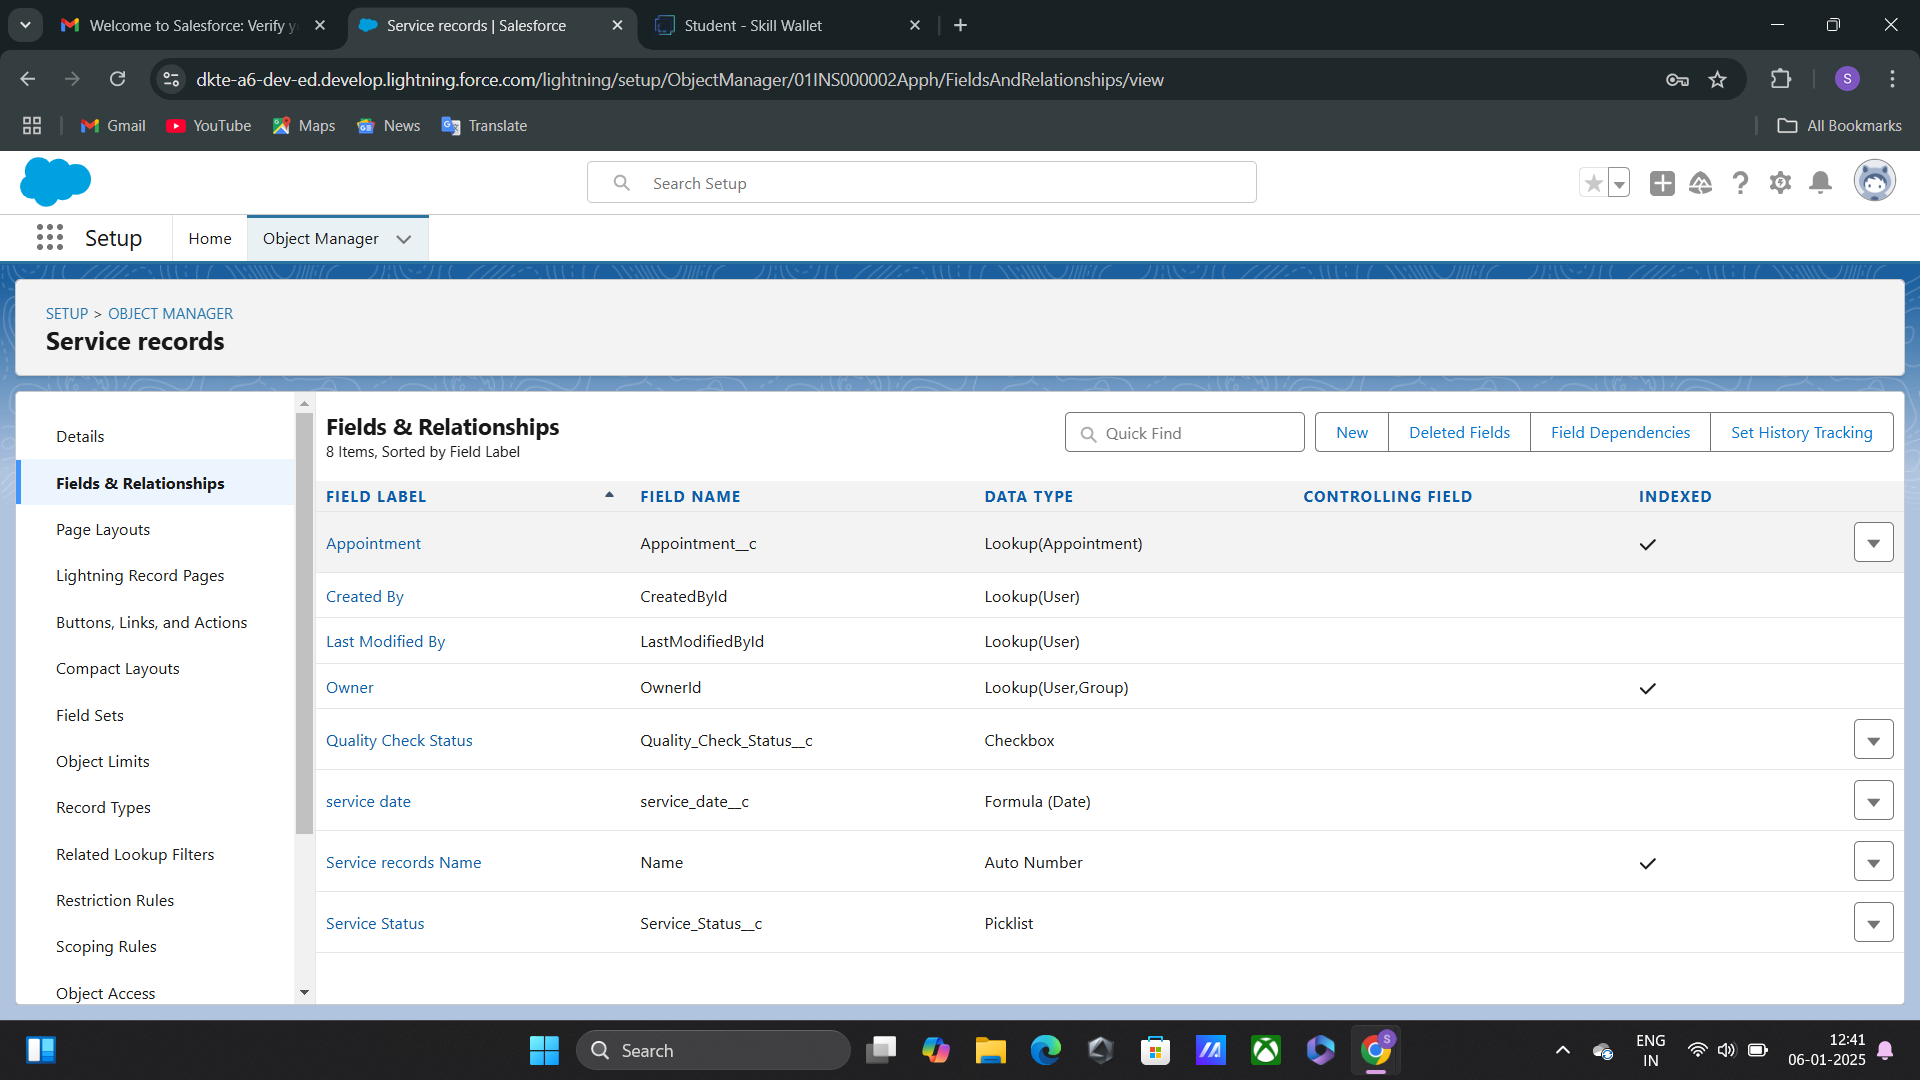 Welcome to Salesforce: Verify y
Service records | Salesforce
Student - Skill Wallet
dkte-a6-dev-ed.develop.lightning.force.com/lightning/setup/ObjectManager/01INS000002Apph/FieldsAndRelationships/view
S
Gmail
YouTube
Maps
News
Translate
All Bookmarks
Search Setup
Setup
Home
Object Manager
SETUP > OBJECT MANAGER
Service records
Details
Fields & Relationships
Page Layouts
Lightning Record Pages
Buttons, Links, and Actions
Compact Layouts
Field Sets
Object Limits
Record Types
Related Lookup Filters
Restriction Rules
Scoping Rules
Object Access
Fields & Relationships
8 Items, Sorted by Field Label
Quick Find
New
Deleted Fields
Field Dependencies
Set History Tracking
FIELD LABEL FIELD NAME DATA TYPE CONTROLLING FIELD INDEXED
Appointment Appointment__c Lookup(Appointment)
Created By CreatedById Lookup(User)
Last Modified By LastModifiedById Lookup(User)
Owner OwnerId Lookup(User,Group)
Quality Check Status Quality_Check_Status__c Checkbox
service date service_date__c Formula (Date)
Service records Name Name Auto Number
Service Status Service_Status__c Picklist
Search
S
ENG
IN
12:41
06-01-2025